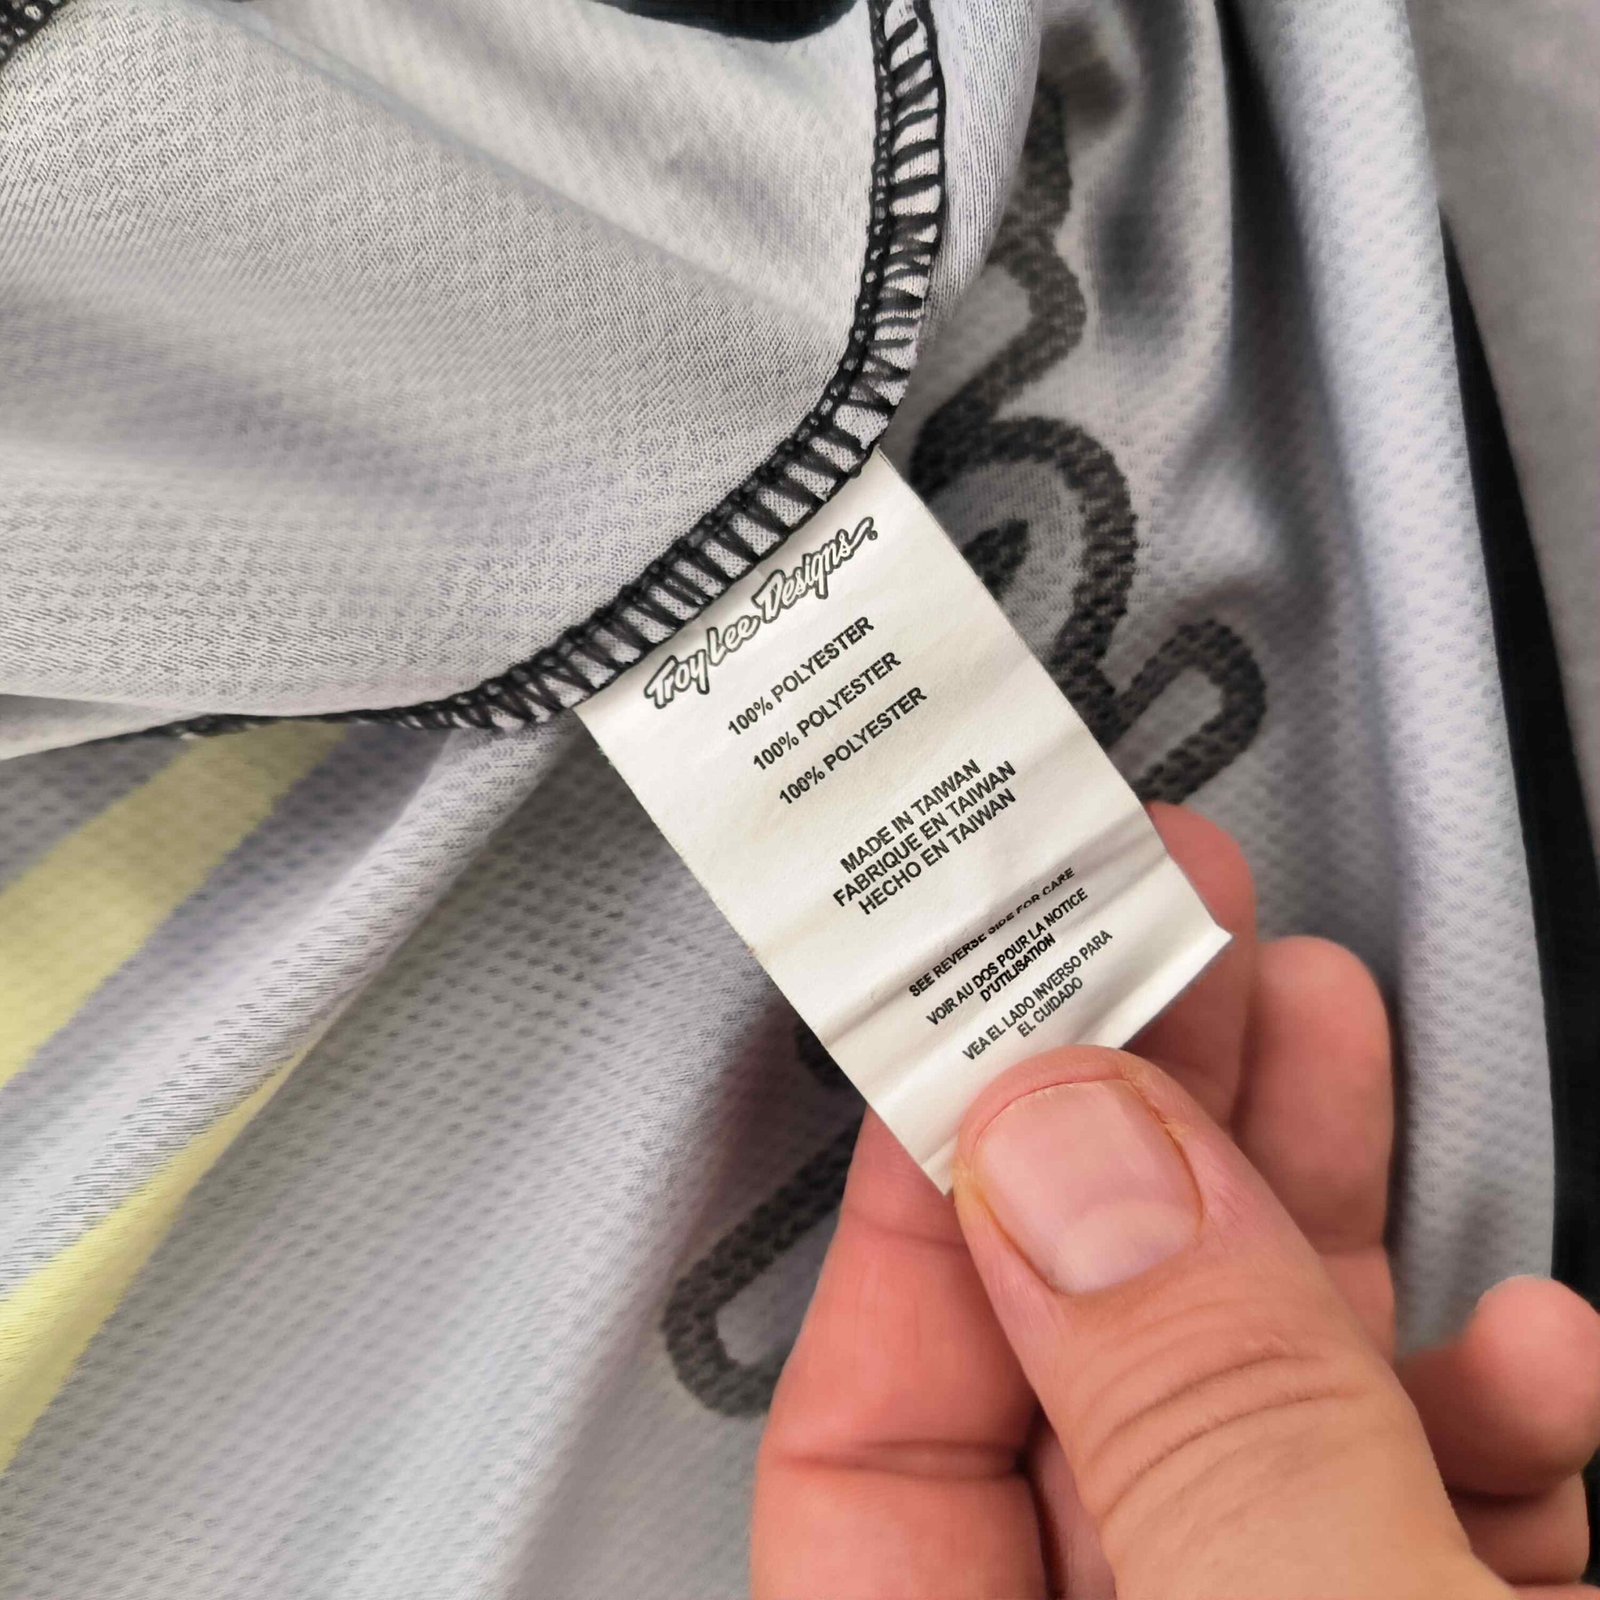 Troy Lee Designs
100% POLYESTER
100% POLYESTER
100% POLYESTER
MADE IN TAIWAN
FABRIQUE EN TAIWAN
HECHO EN TAIWAN
SEE REVERSE SIDE FOR CARE
VOIR AU DOS POUR LA NOTICE
D'UTILISATION
VEA EL LADO INVERSO PARA
EL CUIDADO